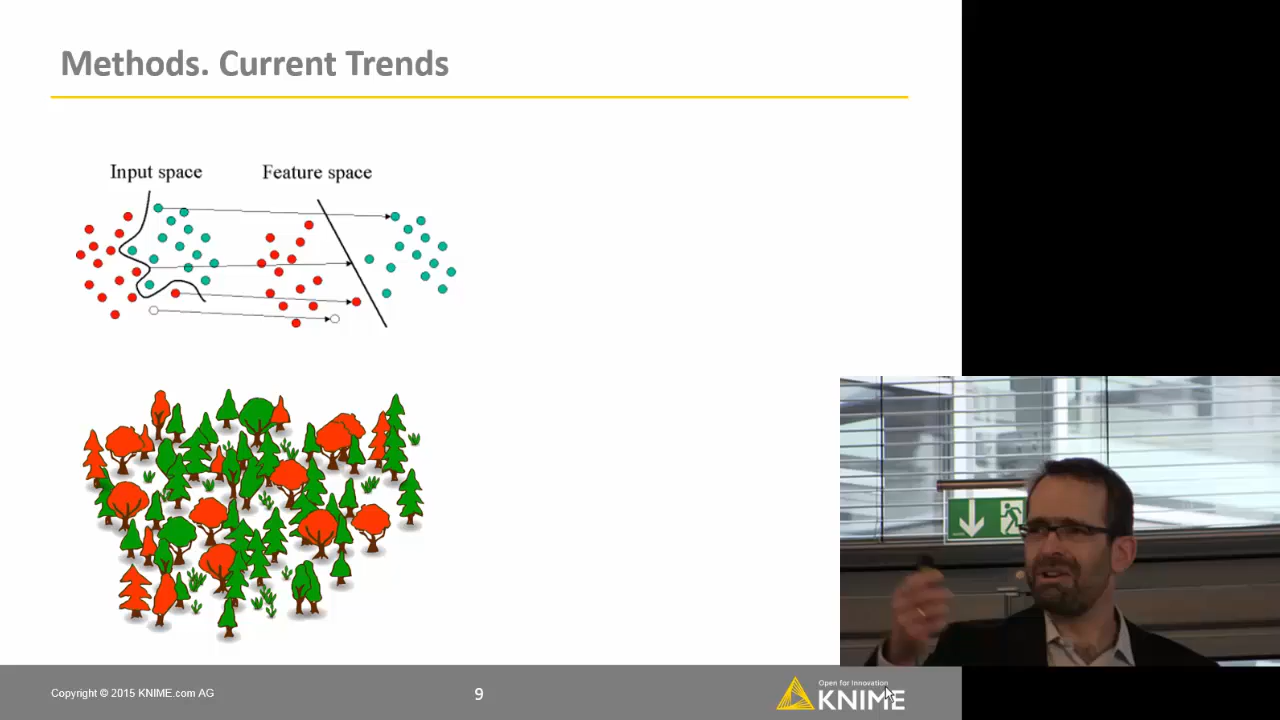 Methods. Current Trends
Input space
Feature space
Copyright © 2015 KNIME.com AG
9
Open for Innovation
KNIME